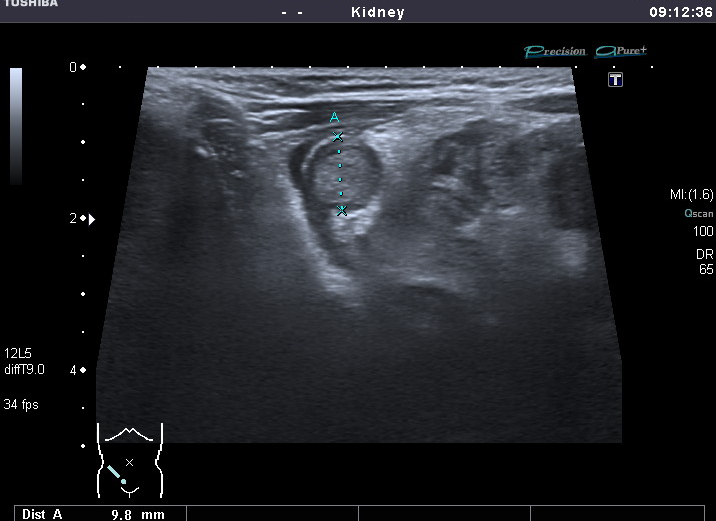 TOSHIBA
- - Kidney 09:12:36
Precision APure+
0
T
A
2
MI:(1.6)
Qscan
100
DR
65
12L5
diffT9.0
4
34 fps
Dist A 9.8 mm